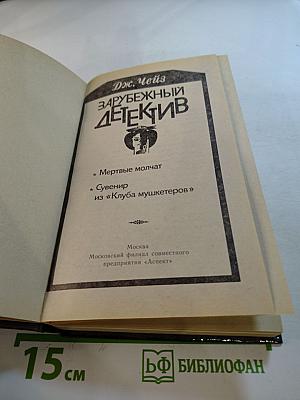 Дж. Чейз
ЗАРУБЕЖНЫЙ
ДЕТЕКТИВ
Мертвые молчат
Сувенир
из «Клуба мушкетеров»
Москва
Московский филиал совместного
предприятия «Аспект»
15 см
ЬФ БИБЛИОФАН